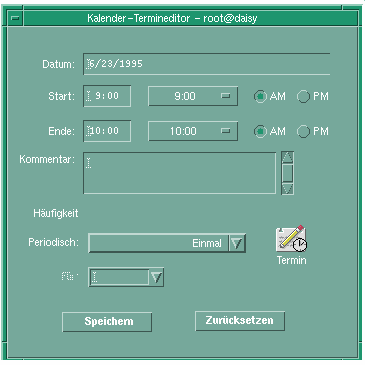 Kalender-Termineditor - root@daisy
Datum: 6/23/1995
Start: 9:00 9:00 AM PM
Ende: 10:00 10:00 AM PM
Kommentar:
Häufigkeit
Periodisch: Einmal
Termin
Für:
Speichern Zurücksetzen